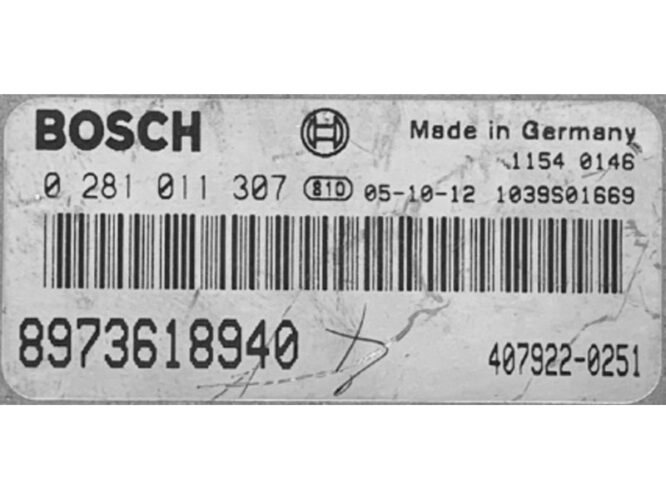 BOSCH Made in Germany
1154 0146
0 281 011 307 810 05-10-12 1039S01669
8973618940 407922-0251